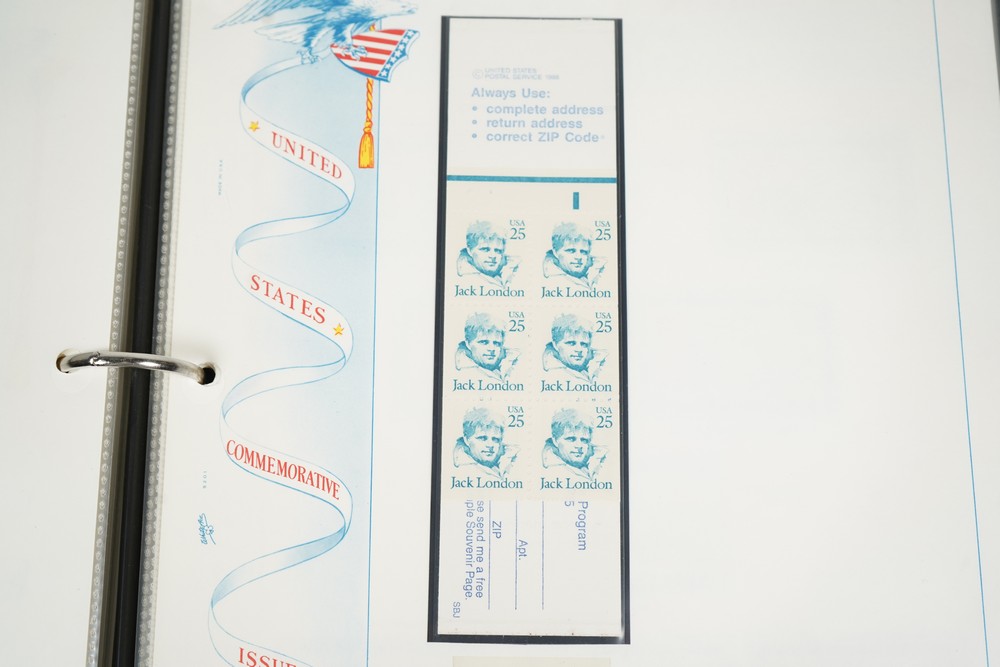 UNITED
STATES
COMMEMORATIVE
UNITED STATES
POSTAL SERVICE
Always Use:
• complete address
• return address
• correct ZIP Code
USA
25
Jack London
USA
25
Jack London
USA
25
Jack London
USA
25
Jack London
USA
25
Jack London
USA
25
Jack London
Program
5
Apt.
ZIP
se send me a free
ple Souvenir Page.
SBJ